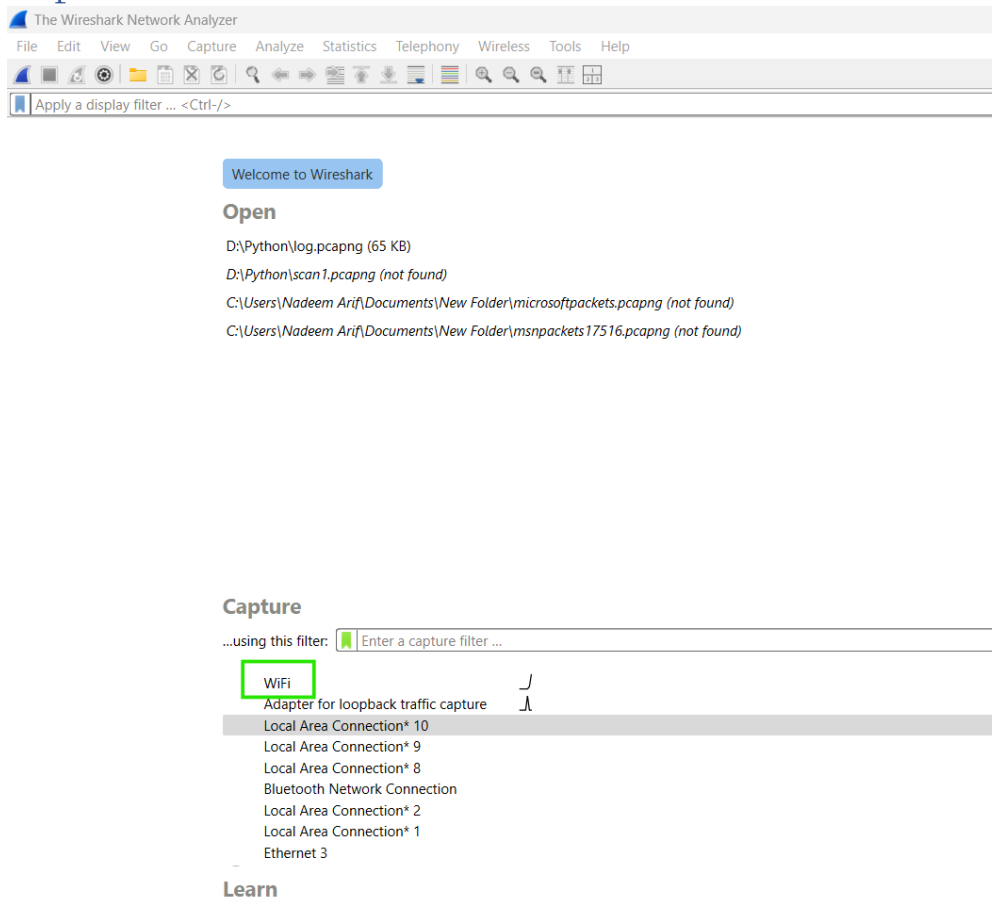 The Wireshark Network Analyzer
File Edit View Go Capture Analyze Statistics Telephony Wireless Tools Help
Apply a display filter ... <Ctrl-/>
Welcome to Wireshark
Open
D:\Python\log.pcapng (65 KB)
D:\Python\scan1.pcapng (not found)
C:\Users\Nadeem Arif\Documents\New Folder\microsoftpackets.pcapng (not found)
C:\Users\Nadeem Arif\Documents\New Folder\msnpackets17516.pcapng (not found)
Capture
...using this filter: Enter a capture filter ...
WiFi
Adapter for loopback traffic capture
Local Area Connection* 10
Local Area Connection* 9
Local Area Connection* 8
Bluetooth Network Connection
Local Area Connection* 2
Local Area Connection* 1
Ethernet 3
Learn